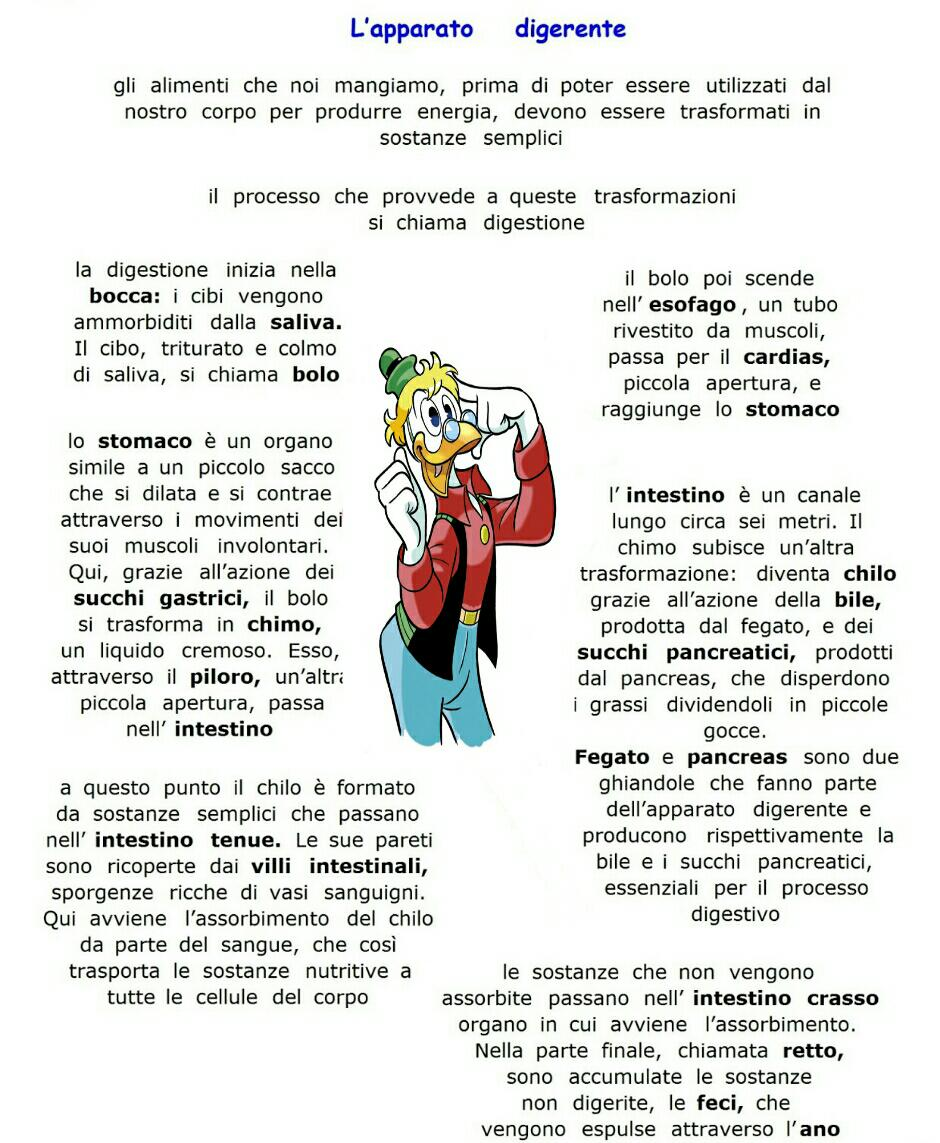 L'apparato digerente
gli alimenti che noi mangiamo, prima di poter essere utilizzati dal
nostro corpo per produrre energia, devono essere trasformati in
sostanze semplici
il processo che provvede a queste trasformazioni
si chiama digestione
la digestione inizia nella
bocca: i cibi vengono
ammorbiditi dalla saliva.
Il cibo, triturato e colmo
di saliva, si chiama bolo
il bolo poi scende
nell' esofago , un tubo
rivestito da muscoli,
passa per il cardias,
piccola apertura, e
raggiunge lo stomaco
lo stomaco è un organo
simile a un piccolo sacco
che si dilata e si contrae
attraverso i movimenti dei
suoi muscoli involontari.
Qui, grazie all'azione dei
succhi gastrici, il bolo
si trasforma in chimo,
un liquido cremoso. Esso,
attraverso il piloro, un'altra
piccola apertura, passa
nell' intestino
l' intestino è un canale
lungo circa sei metri. Il
chimo subisce un'altra
trasformazione: diventa chilo
grazie all'azione della bile,
prodotta dal fegato, e dei
succhi pancreatici, prodotti
dal pancreas, che disperdono
i grassi dividendoli in piccole
gocce.
Fegato e pancreas sono due
ghiandole che fanno parte
dell'apparato digerente e
producono rispettivamente la
bile e i succhi pancreatici,
essenziali per il processo
digestivo
a questo punto il chilo è formato
da sostanze semplici che passano
nell' intestino tenue. Le sue pareti
sono ricoperte dai villi intestinali,
sporgenze ricche di vasi sanguigni.
Qui avviene l'assorbimento del chilo
da parte del sangue, che così
trasporta le sostanze nutritive a
tutte le cellule del corpo
le sostanze che non vengono
assorbite passano nell' intestino crasso
organo in cui avviene l'assorbimento.
Nella parte finale, chiamata retto,
sono accumulate le sostanze
non digerite, le feci, che
vengono espulse attraverso l'ano